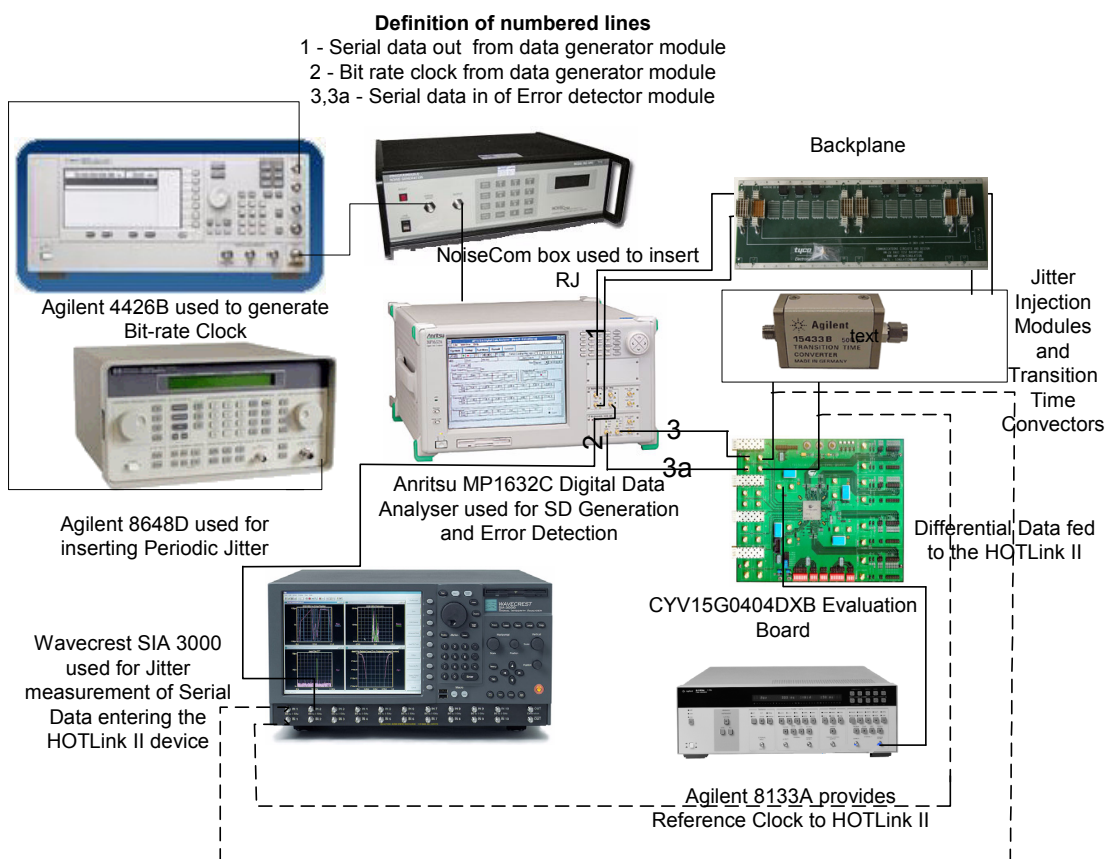 Definition of numbered lines
1 - Serial data out from data generator module
2 - Bit rate clock from data generator module
3,3a - Serial data in of Error detector module
Backplane
NoiseCom box used to insert
RJ
Agilent 4426B used to generate
Bit-rate Clock
tyco
Jitter
Injection
Modules
and
Transition
Time
Convectors
Agilent
15433B
text
TRANSITION TIME
CONVERTER
MADE IN GERMANY
Anritsu
1
2
3
3a
Anritsu MP1632C Digital Data
Analyser used for SD Generation
and Error Detection
Agilent 8648D used for
inserting Periodic Jitter
Differential Data fed
to the HOTLink II
CYV15G0404DXB Evaluation
Board
WAVECREST
Wavecrest SIA 3000
used for Jitter
measurement of Serial
Data entering the
HOTLink II device
Agilent 8133A provides
Reference Clock to HOTLink II